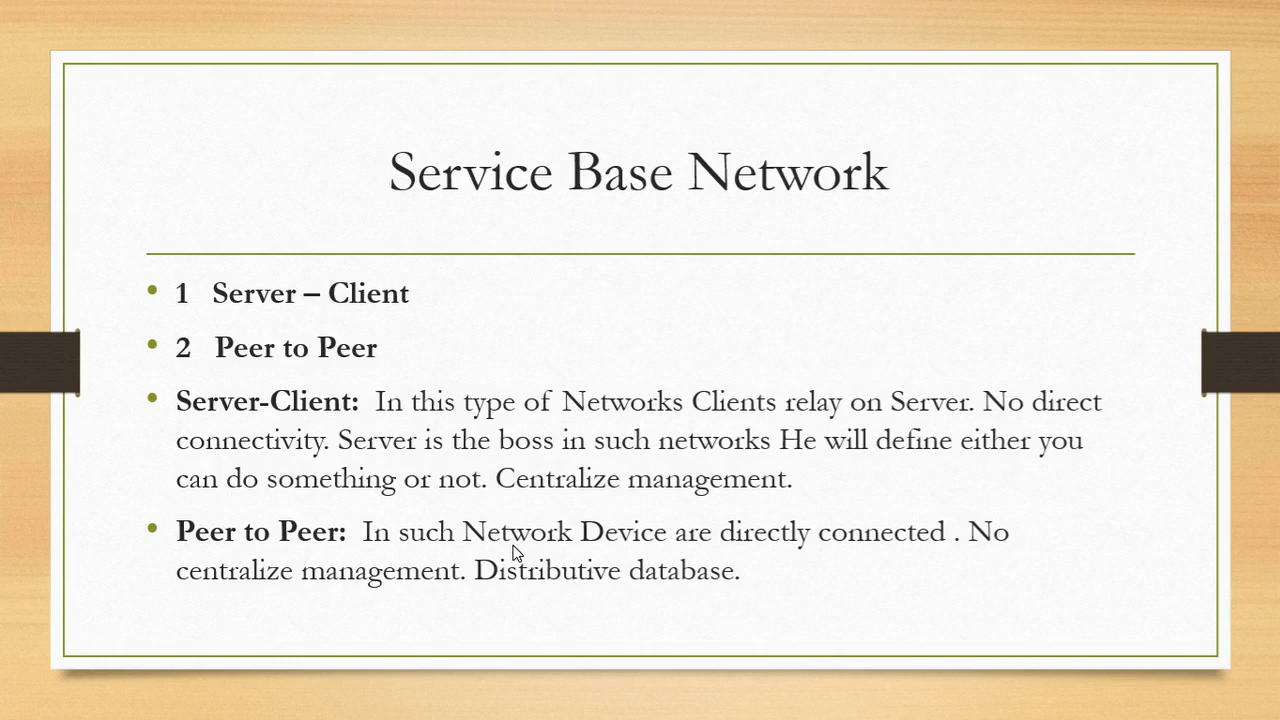 Service Base Network
• 1 Server – Client
• 2 Peer to Peer
• Server-Client: In this type of Networks Clients relay on Server. No direct
connectivity. Server is the boss in such networks He will define either you
can do something or not. Centralize management.
• Peer to Peer: In such Network Device are directly connected . No
centralize management. Distributive database.